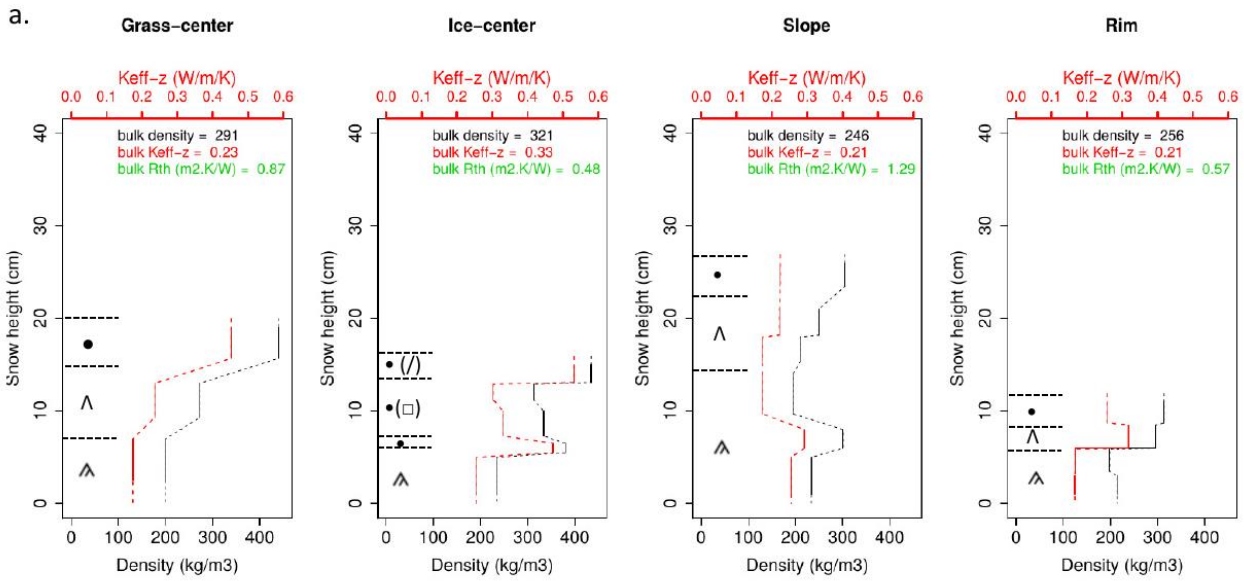 a.
Grass−center
Keff−z (W/m/K)
0.0 0.1 0.2 0.3 0.4 0.5 0.6
bulk density = 291
bulk Keff−z = 0.23
bulk Rth (m2.K/W) = 0.87
Snow height (cm)
0 10 20 30 40
0 100 200 300 400
Density (kg/m3)
Ice−center
Keff−z (W/m/K)
0.0 0.1 0.2 0.3 0.4 0.5 0.6
bulk density = 321
bulk Keff−z = 0.33
bulk Rth (m2.K/W) = 0.48
Snow height (cm)
0 10 20 30 40
● (/)
● (□)
0 100 200 300 400
Density (kg/m3)
Slope
Keff−z (W/m/K)
0.0 0.1 0.2 0.3 0.4 0.5 0.6
bulk density = 246
bulk Keff−z = 0.21
bulk Rth (m2.K/W) = 1.29
Snow height (cm)
0 10 20 30 40
0 100 200 300 400
Density (kg/m3)
Rim
Keff−z (W/m/K)
0.0 0.1 0.2 0.3 0.4 0.5 0.6
bulk density = 256
bulk Keff−z = 0.21
bulk Rth (m2.K/W) = 0.57
Snow height (cm)
0 10 20 30 40
0 100 200 300 400
Density (kg/m3)